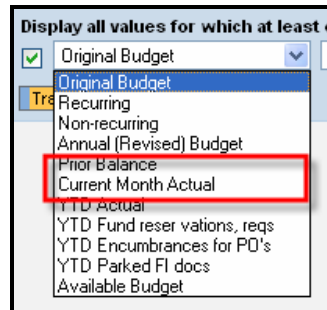 Display all values for which at least
Original Budget
Original Budget
Tra
Recurring
Non-recurring
Annual (Revised) Budget
Prior Balance
Current Month Actual
YTD Actual
YTD Fund reser vations, reqs
YTD Encumbrances for PO's
YTD Parked FI docs
Available Budget